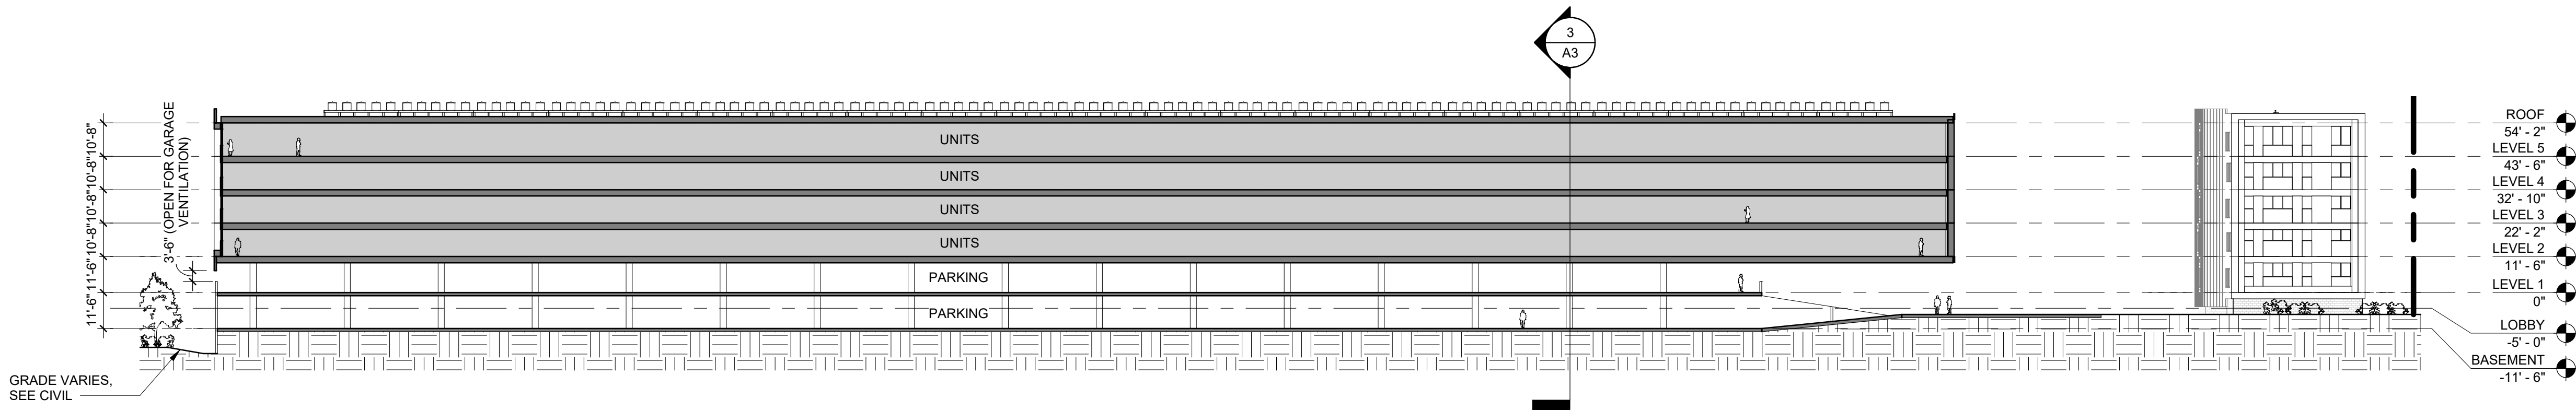 3
A3
10'-8"
10'-8"
10'-8"
10'-8"
11'-6"
11'-6"
3'-6" (OPEN FOR GARAGE
VENTILATION)
UNITS
UNITS
UNITS
UNITS
PARKING
PARKING
GRADE VARIES,
SEE CIVIL
ROOF
54' - 2"
LEVEL 5
43' - 6"
LEVEL 4
32' - 10"
LEVEL 3
22' - 2"
LEVEL 2
11' - 6"
LEVEL 1
0"
LOBBY
-5' - 0"
BASEMENT
-11' - 6"